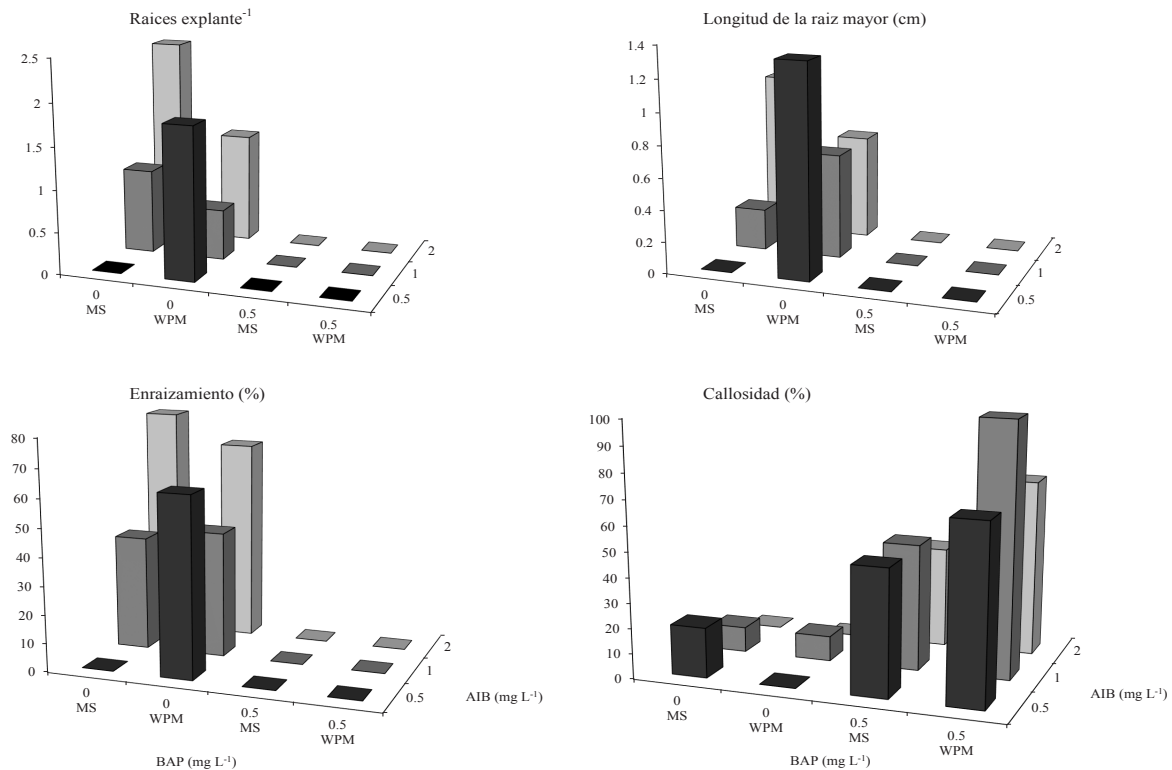 Raices explante⁻¹
2.5
2
1.5
1
0.5
0
0
MS
0
WPM
0.5
MS
0.5
WPM
0.5
1
2
Longitud de la raiz mayor (cm)
1.4
1.2
1
0.8
0.6
0.4
0.2
0
0
MS
0
WPM
0.5
MS
0.5
WPM
0.5
1
2
Enraizamiento (%)
80
70
60
50
40
30
20
10
0
0
MS
0
WPM
0.5
MS
0.5
WPM
0.5
1
2
AIB (mg L⁻¹)
BAP (mg L⁻¹)
Callosidad (%)
100
90
80
70
60
50
40
30
20
10
0
0
MS
0
WPM
0.5
MS
0.5
WPM
0.5
1
2
AIB (mg L⁻¹)
BAP (mg L⁻¹)